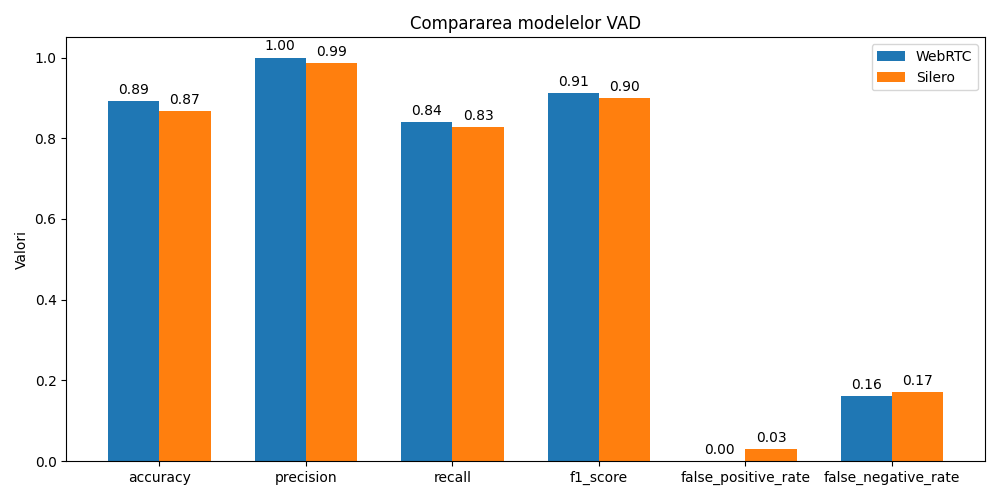 Compararea modelelor VAD
WebRTC
Silero
Valori
1.0
0.8
0.6
0.4
0.2
0.0
0.89
0.87
1.00
0.99
0.84
0.83
0.91
0.90
0.00
0.03
0.16
0.17
accuracy
precision
recall
f1_score
false_positive_rate
false_negative_rate